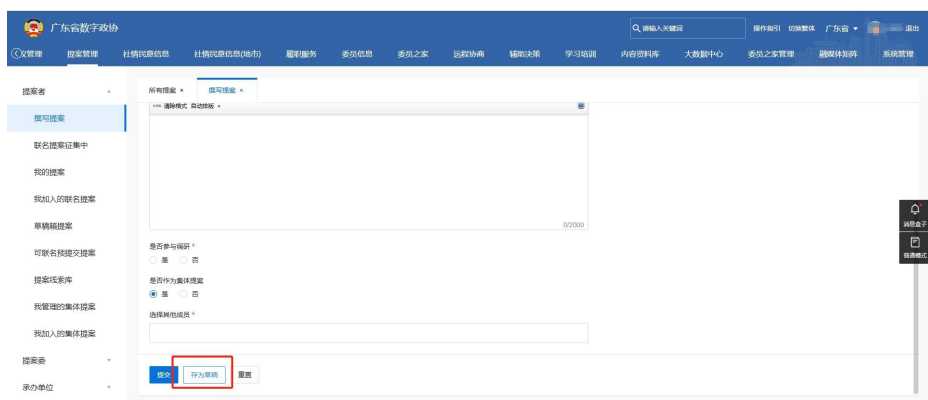 广东省数字政协
请输入关键词
操作指引 切换繁体 广东省 退出
议管理 提案管理 社情民意信息 社情民意信息(地市) 履职服务 委员信息 委员之家 远程协商 辅助决策 学习培训 内容资料库 大数据中心 委员之家管理 融媒体矩阵 系统管理
提案者
所有提案 × 撰写提案 ×
HTML 清除格式 自动排版
撰写提案
联名提案征集中
我的提案
我加入的联名提案
草稿箱提案
0/2000
消息盒子
是否参与调研 *
可联名预提交提案
是 否
普通模式
提案线索库
是否作为集体提案
是 否
我管理的集体提案
选择其他成员 *
我加入的集体提案
提案委
提交 存为草稿 重置
承办单位